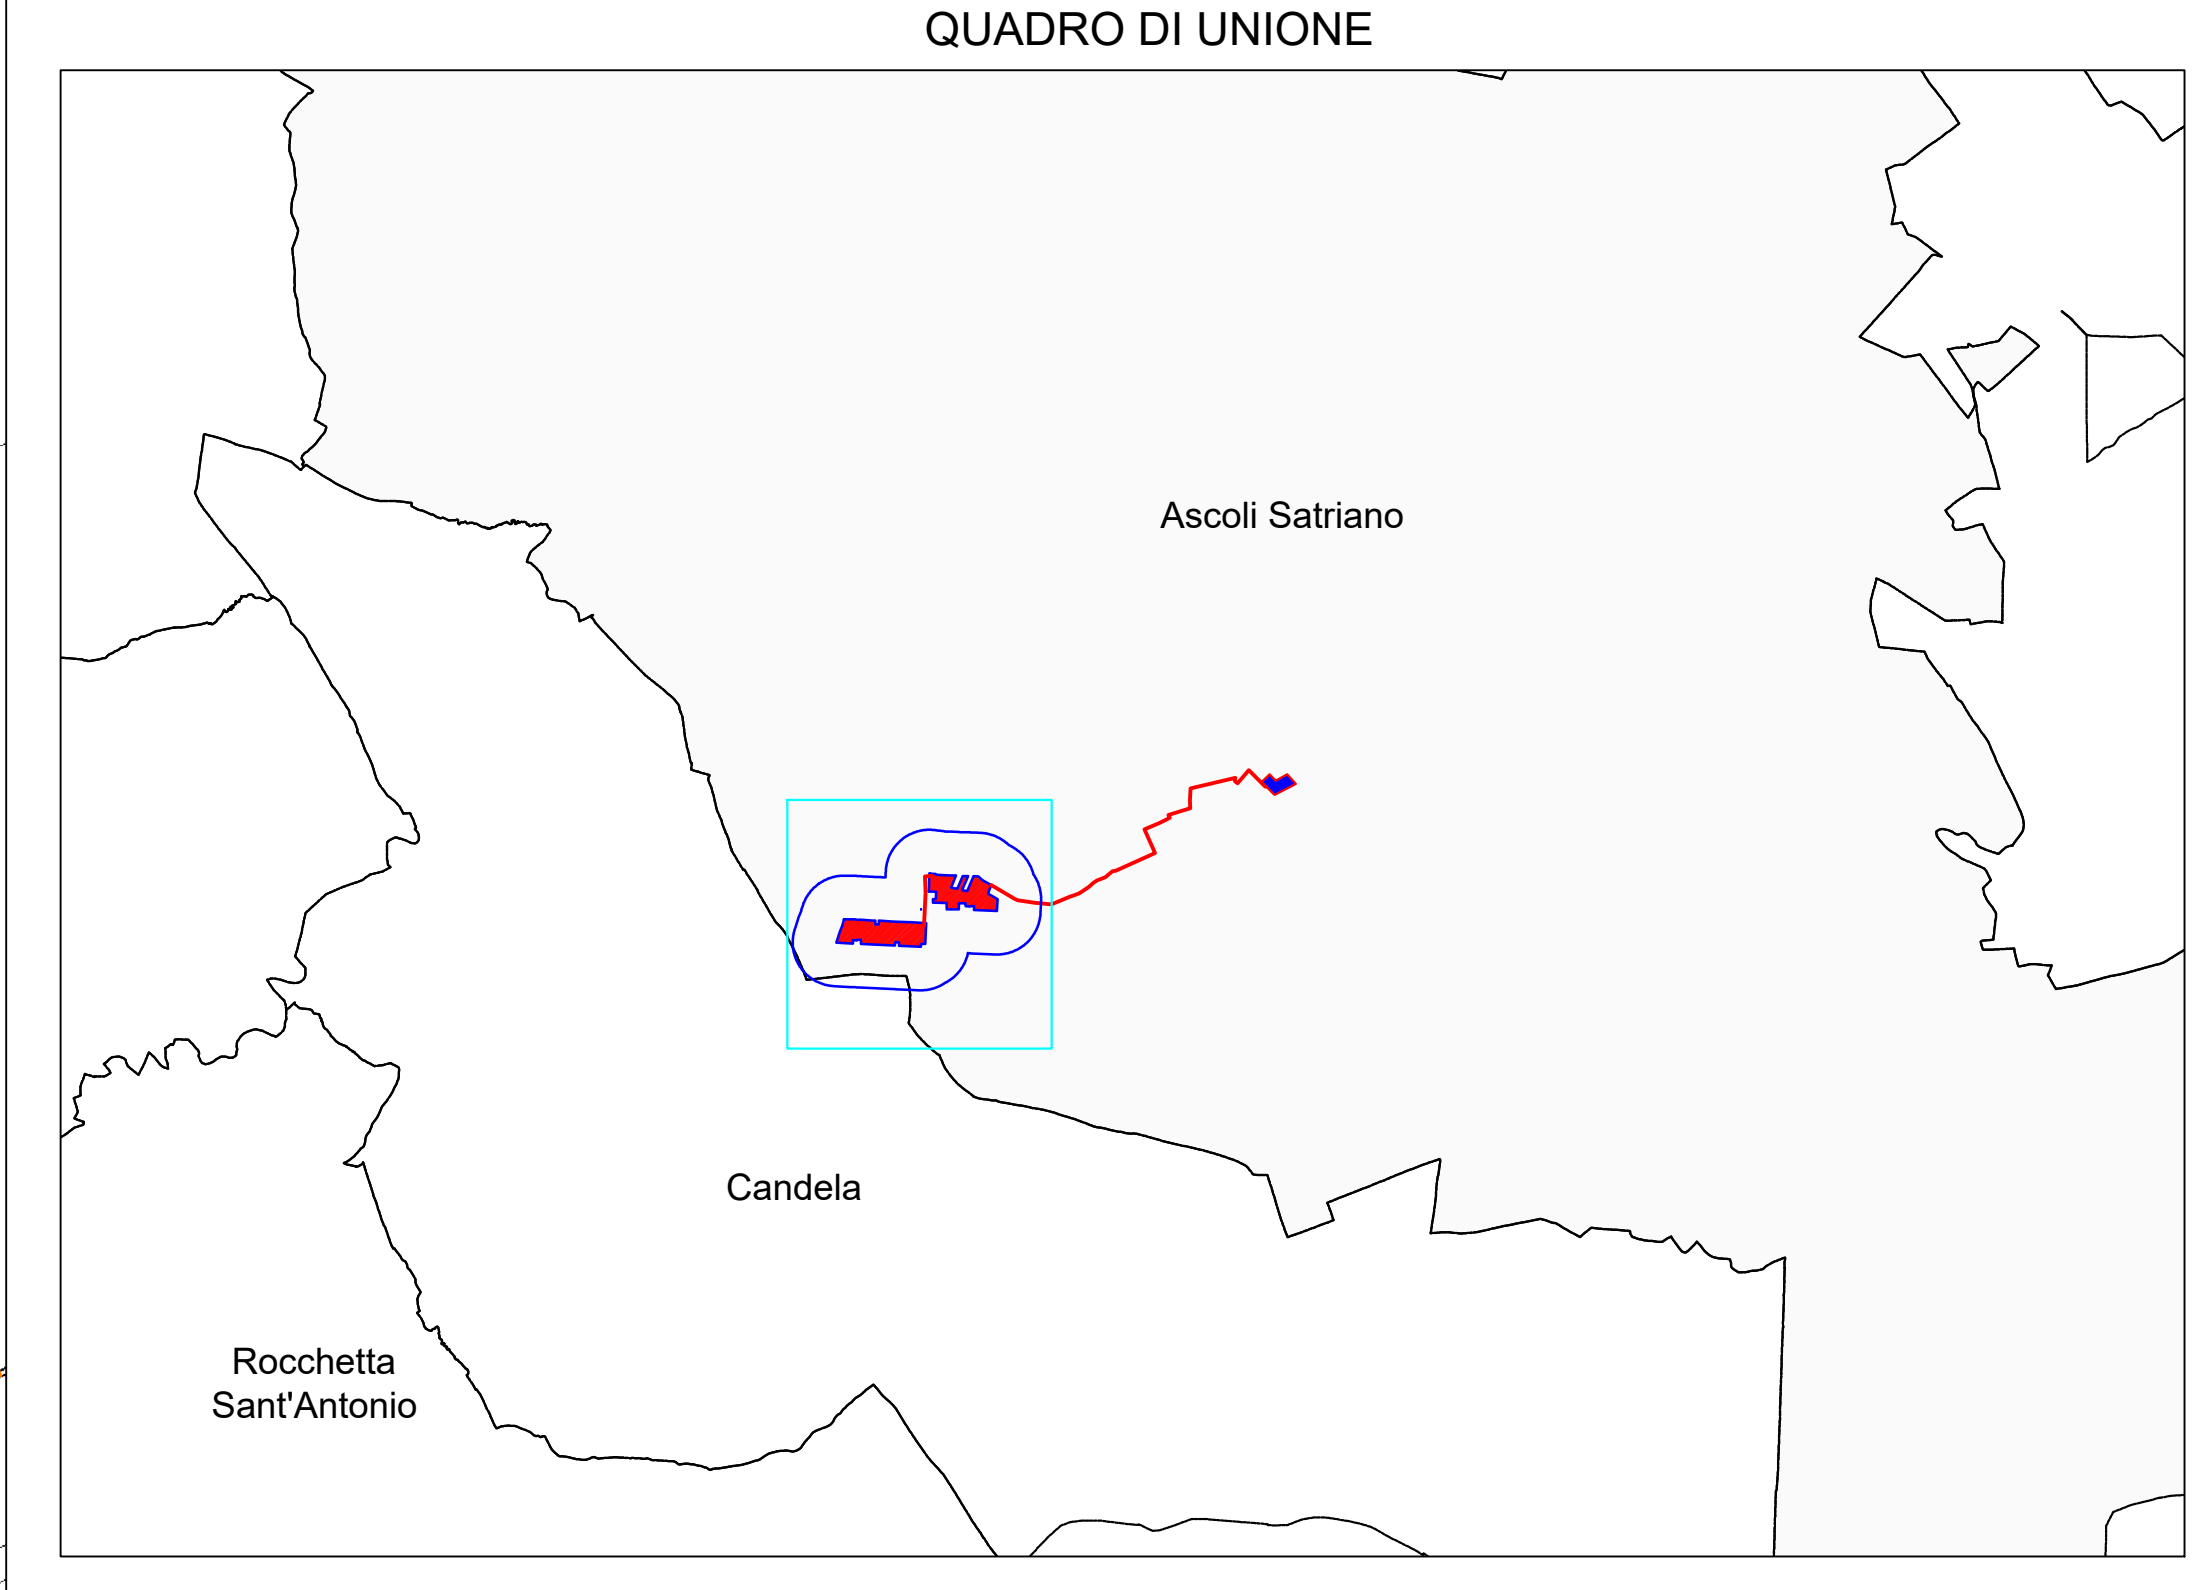 QUADRO DI UNIONE
Ascoli Satriano
Candela
Rocchetta
Sant'Antonio